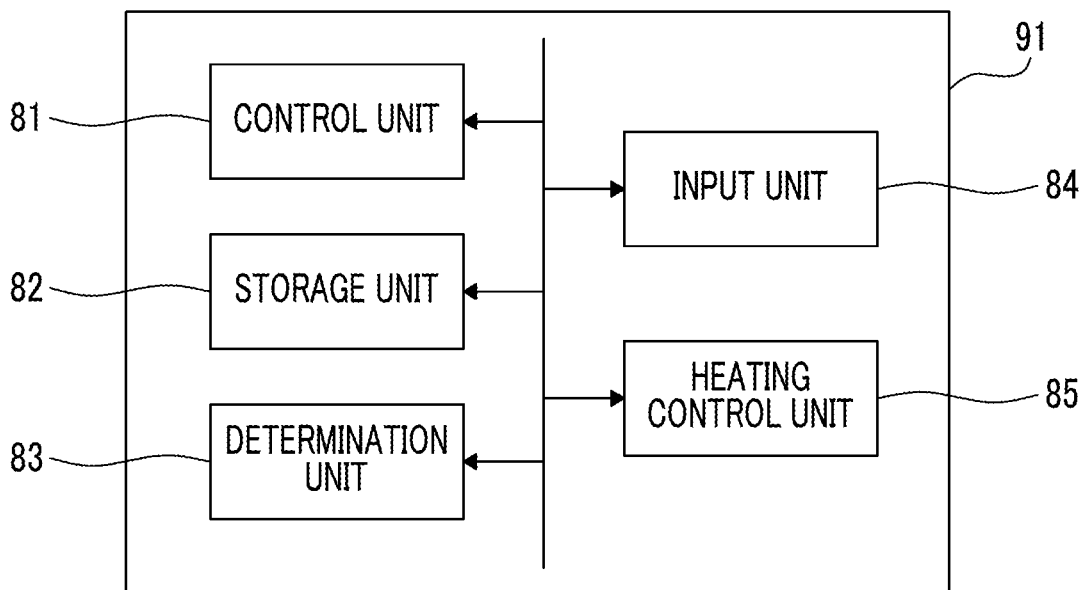 91
81
CONTROL UNIT
INPUT UNIT
84
82
STORAGE UNIT
HEATING
CONTROL UNIT
85
83
DETERMINATION
UNIT